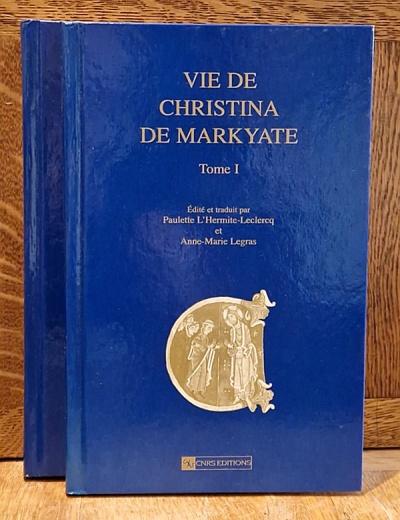 VIE DE
CHRISTINA
DE MARKYATE
Tome I
Édité et traduit par
Paulette L'Hermite-Leclercq
et
Anne-Marie Legras
CNRS EDITIONS